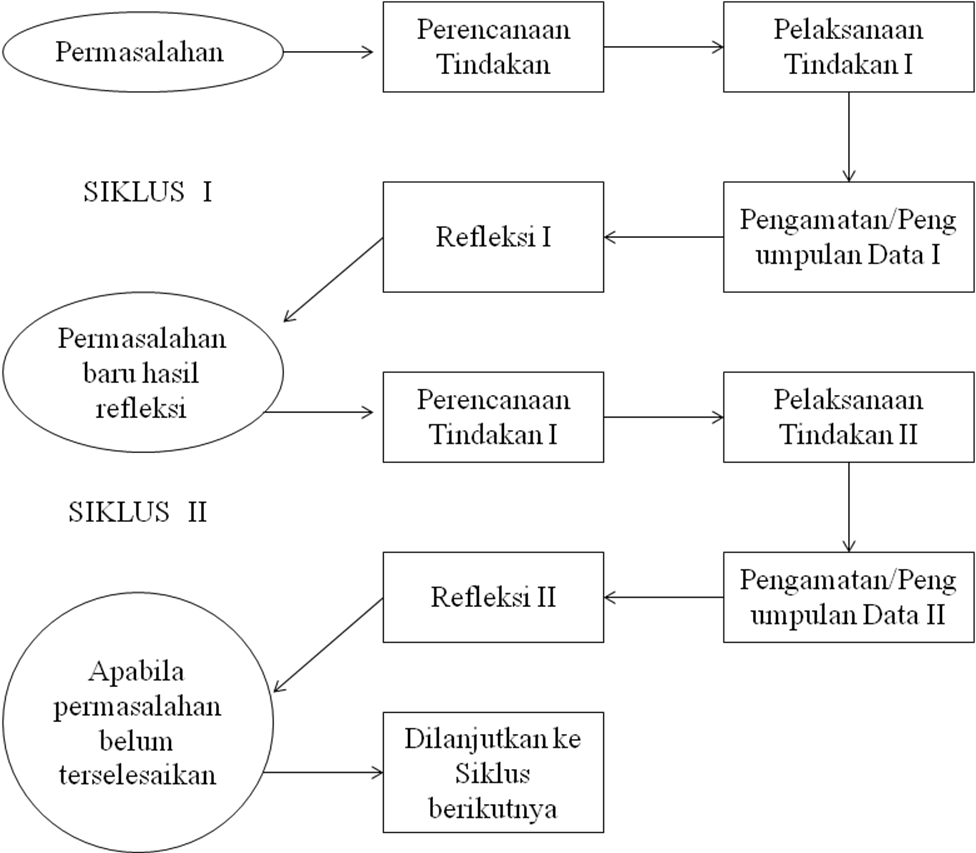 Permasalahan
Perencanaan
Tindakan
Pelaksanaan
Tindakan I
SIKLUS I
Refleksi I
Pengamatan/Peng
umpulan Data I
Permasalahan
baru hasil
refleksi
Perencanaan
Tindakan I
Pelaksanaan
Tindakan II
SIKLUS II
Refleksi II
Pengamatan/Peng
umpulan Data II
Apabila
permasalahan
belum
terselesaikan
Dilanjutkan ke
Siklus
berikutnya